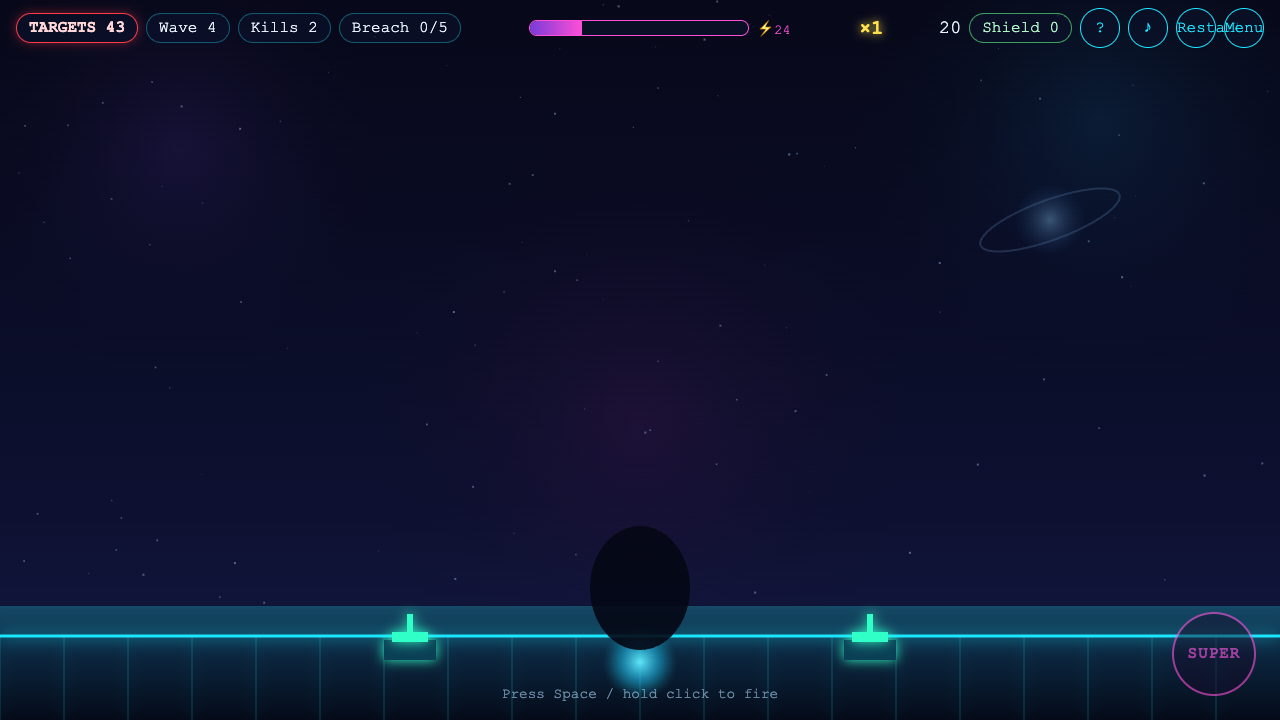 TARGETS 43 Wave 4 Kills 2 Breach 0/5 ⚡24 ×1 20 Shield 0 ? ♪ Resta Menu
SUPER
Press Space / hold click to fire